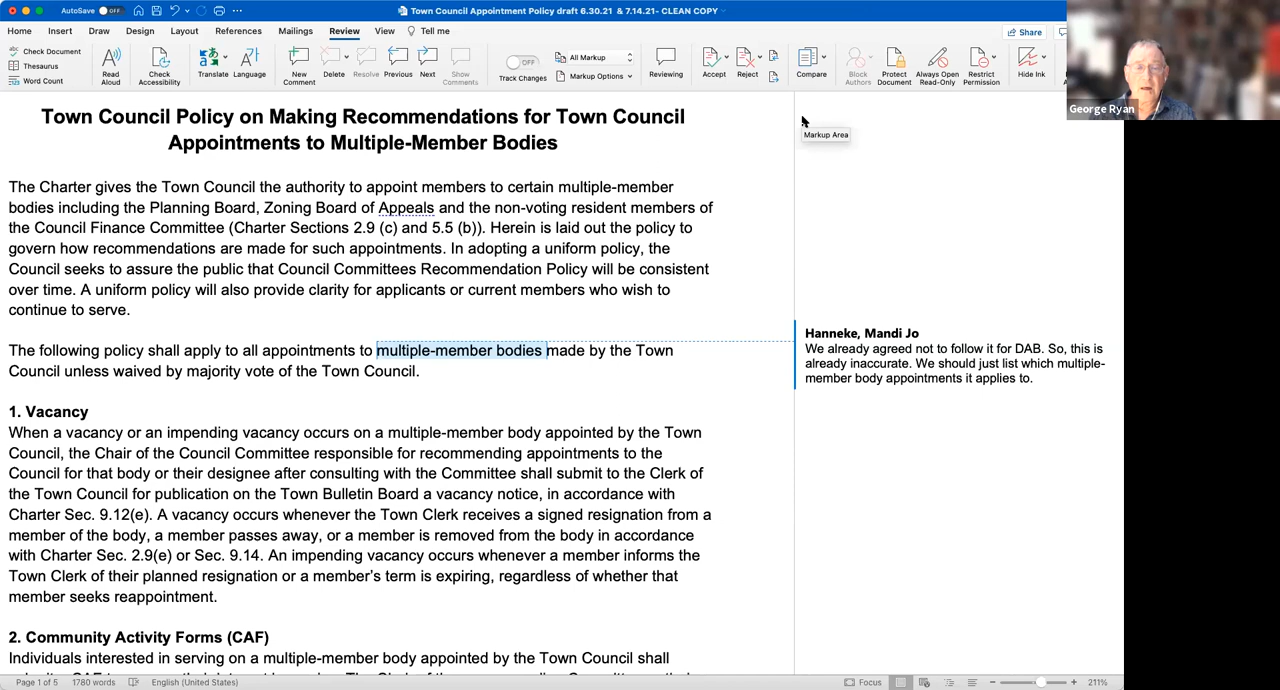 AutoSave OFF
Town Council Appointment Policy draft 6.30.21 & 7.14.21- CLEAN COPY
Home Insert Draw Design Layout References Mailings Review View Tell me
Share
Check Document
Thesaurus
Word Count
Read Aloud
Check Accessibility
Translate
Language
New Comment
Delete
Resolve
Previous
Next
Show Comments
OFF
Track Changes
All Markup
Markup Options
Reviewing
Accept
Reject
Compare
Block Authors
Protect Document
Always Open Read-Only
Restrict Permission
Hide Ink
George Ryan
Markup Area
Town Council Policy on Making Recommendations for Town Council
Appointments to Multiple-Member Bodies
The Charter gives the Town Council the authority to appoint members to certain multiple-member
bodies including the Planning Board, Zoning Board of Appeals and the non-voting resident members of
the Council Finance Committee (Charter Sections 2.9 (c) and 5.5 (b)). Herein is laid out the policy to
govern how recommendations are made for such appointments. In adopting a uniform policy, the
Council seeks to assure the public that Council Committees Recommendation Policy will be consistent
over time. A uniform policy will also provide clarity for applicants or current members who wish to
continue to serve.
The following policy shall apply to all appointments to multiple-member bodies made by the Town
Council unless waived by majority vote of the Town Council.
Hanneke, Mandi Jo
We already agreed not to follow it for DAB. So, this is
already inaccurate. We should just list which multiple-
member body appointments it applies to.
1. Vacancy
When a vacancy or an impending vacancy occurs on a multiple-member body appointed by the Town
Council, the Chair of the Council Committee responsible for recommending appointments to the
Council for that body or their designee after consulting with the Committee shall submit to the Clerk of
the Town Council for publication on the Town Bulletin Board a vacancy notice, in accordance with
Charter Sec. 9.12(e). A vacancy occurs whenever the Town Clerk receives a signed resignation from a
member of the body, a member passes away, or a member is removed from the body in accordance
with Charter Sec. 2.9(e) or Sec. 9.14. An impending vacancy occurs whenever a member informs the
Town Clerk of their planned resignation or a member's term is expiring, regardless of whether that
member seeks reappointment.
2. Community Activity Forms (CAF)
Individuals interested in serving on a multiple-member body appointed by the Town Council shall
Page 1 of 5 1780 words English (United States) Focus 211%